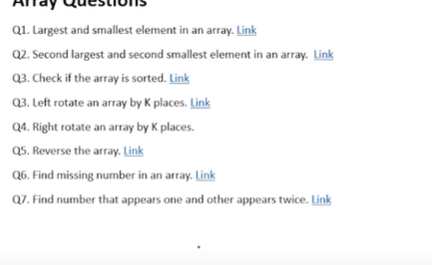 Array Questions
Q1. Largest and smallest element in an array. Link
Q2. Second largest and second smallest element in an array. Link
Q3. Check if the array is sorted. Link
Q3. Left rotate an array by K places. Link
Q4. Right rotate an array by K places.
Q5. Reverse the array. Link
Q6. Find missing number in an array. Link
Q7. Find number that appears one and other appears twice. Link